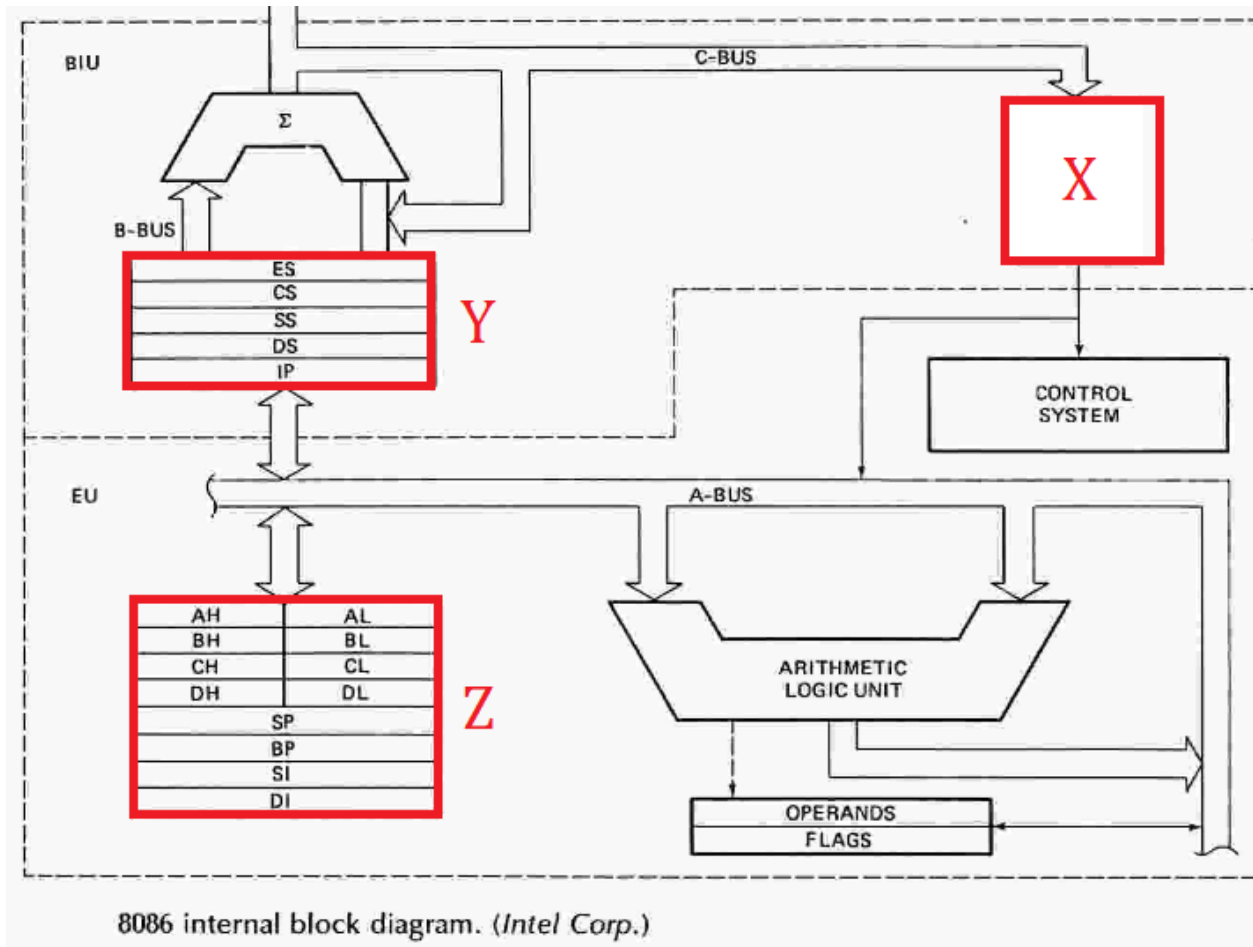 BIU
C-BUS
Σ
X
B-BUS
ES
CS
SS
DS
IP
Y
CONTROL
SYSTEM
EU
A-BUS
AH AL
BH BL
CH CL
DH DL
SP
BP
SI
DI
Z
ARITHMETIC
LOGIC UNIT
OPERANDS
FLAGS
8086 internal block diagram. (Intel Corp.)